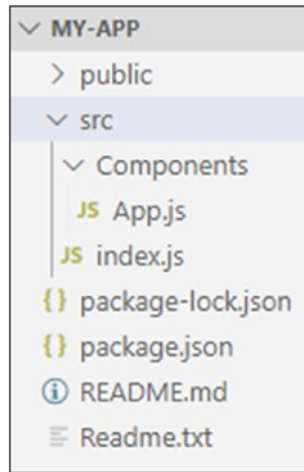 MY-APP
public
src
Components
JS App.js
JS index.js
{} package-lock.json
{} package.json
README.md
Readme.txt